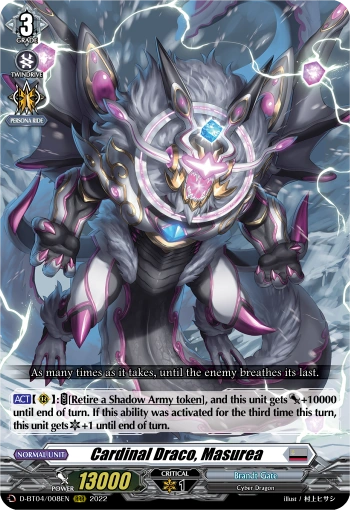 3
GRADE
TWINDRIVE
PERSONA RIDE
As many times as it takes, until the enemy breathes its last.
ACT【】:[Retire a Shadow Army token], and this unit gets +10000
until end of turn. If this ability was activated for the third time this turn,
this unit gets +1 until end of turn.
NORMAL UNIT
Cardinal Draco, Masurea
POWER 13000
CRITICAL
1
Brandt Gate
Cyber Dragon
D-BT04/008EN RRR 2022
Illust / 村上ヒサシ